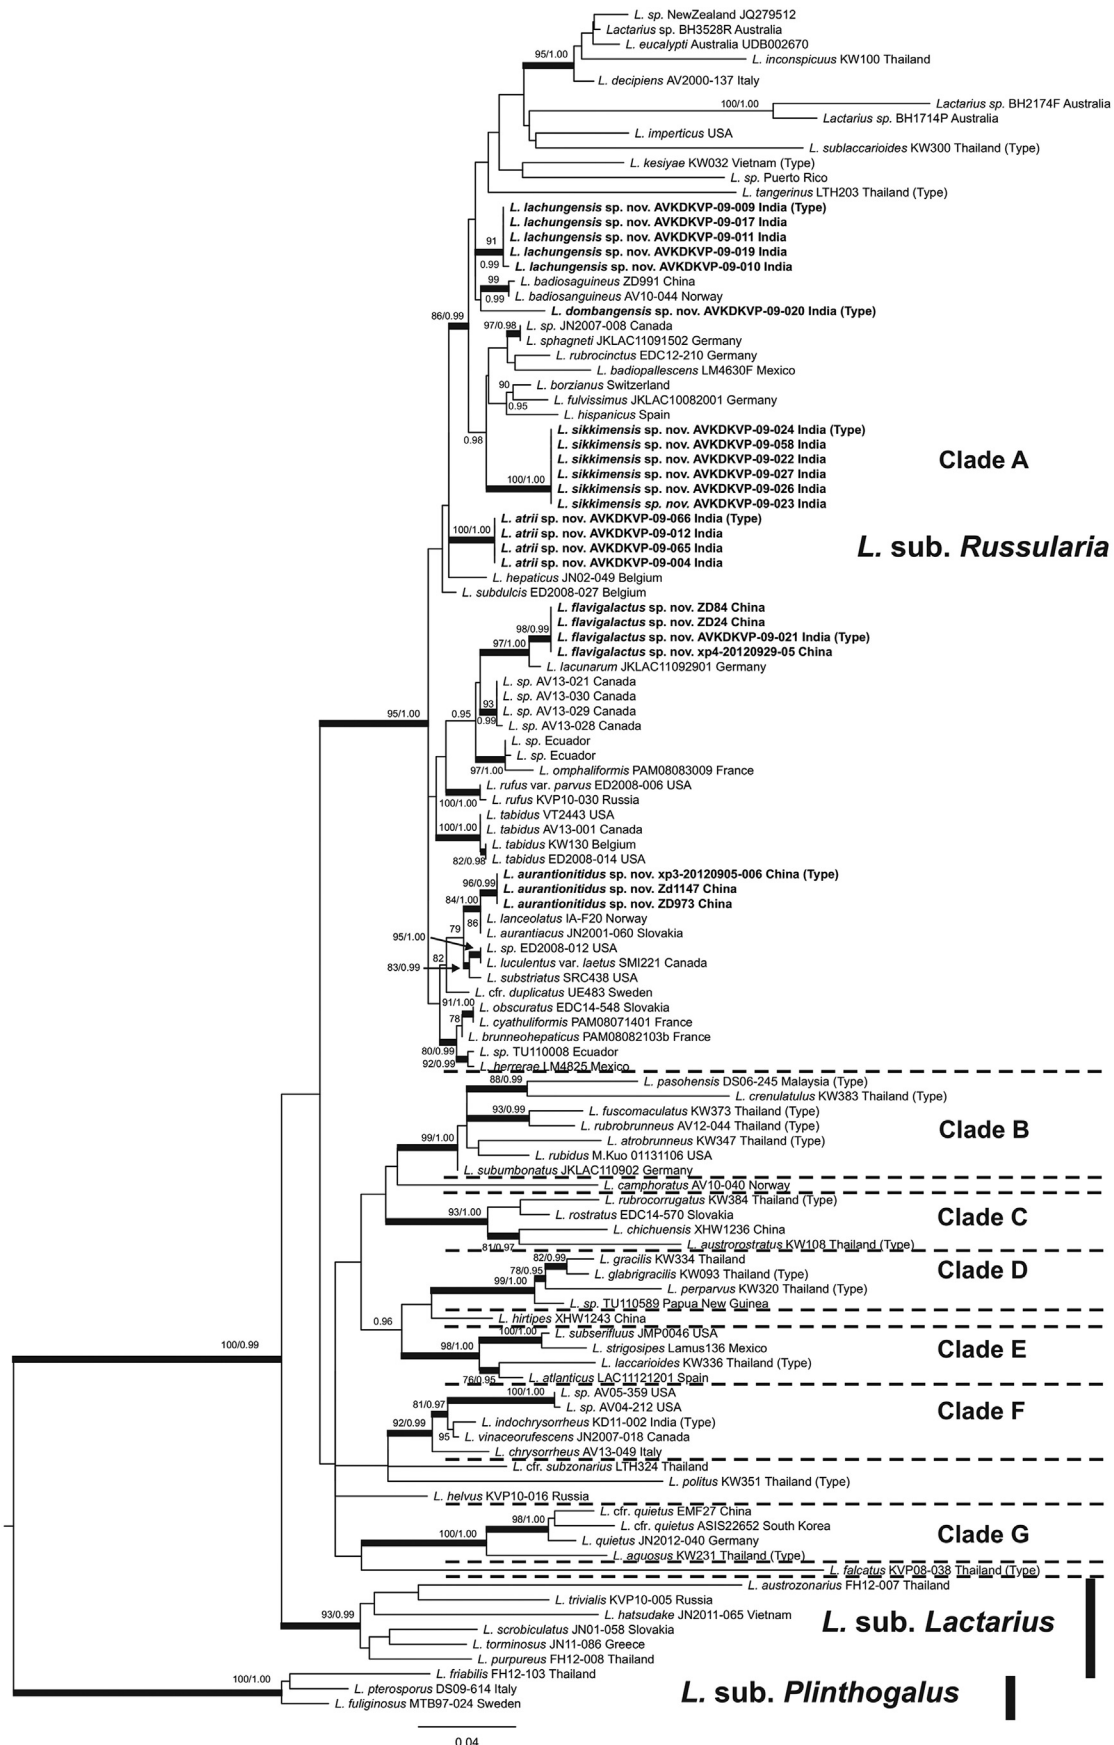 L. sp. NewZealand JQ279512
Lactarius sp. BH3528R Australia
L. eucalypti Australia UDB002670
95/1.00
L. inconspicuus KW100 Thailand
L. decipiens AV2000-137 Italy
100/1.00
Lactarius sp. BH2174F Australia
Lactarius sp. BH1714P Australia
L. imperticus USA
L. sublaccarioides KW300 Thailand (Type)
L. kesiyae KW032 Vietnam (Type)
L. sp. Puerto Rico
L. tangerinus LTH203 Thailand (Type)
L. lachungensis sp. nov. AVKDKVP-09-009 India (Type)
L. lachungensis sp. nov. AVKDKVP-09-017 India
L. lachungensis sp. nov. AVKDKVP-09-011 India
91
L. lachungensis sp. nov. AVKDKVP-09-019 India
0.99
L. lachungensis sp. nov. AVKDKVP-09-010 India
99
L. badiosaguineus ZD991 China
0.99
L. badiosanguineus AV10-044 Norway
L. dombangensis sp. nov. AVKDKVP-09-020 India (Type)
86/0.99
97/0.98
L. sp. JN2007-008 Canada
L. sphagneti JKLAC11091502 Germany
L. rubrocinctus EDC12-210 Germany
L. badiopallescens LM4630F Mexico
90
L. borzianus Switzerland
L. fulvissimus JKLAC10082001 Germany
0.95
L. hispanicus Spain
L. sikkimensis sp. nov. AVKDKVP-09-024 India (Type)
0.98
L. sikkimensis sp. nov. AVKDKVP-09-058 India
L. sikkimensis sp. nov. AVKDKVP-09-022 India
Clade A
L. sikkimensis sp. nov. AVKDKVP-09-027 India
100/1.00
L. sikkimensis sp. nov. AVKDKVP-09-026 India
L. sikkimensis sp. nov. AVKDKVP-09-023 India
L. atrii sp. nov. AVKDKVP-09-066 India (Type)
100/1.00
L. atrii sp. nov. AVKDKVP-09-012 India
L. atrii sp. nov. AVKDKVP-09-065 India
L. sub. Russularia
L. atrii sp. nov. AVKDKVP-09-004 India
L. hepaticus JN02-049 Belgium
L. subdulcis ED2008-027 Belgium
L. flavigalactus sp. nov. ZD84 China
L. flavigalactus sp. nov. ZD24 China
98/0.99
L. flavigalactus sp. nov. AVKDKVP-09-021 India (Type)
97/1.00
L. flavigalactus sp. nov. xp4-20120929-05 China
L. lacunarum JKLAC11092901 Germany
L. sp. AV13-021 Canada
L. sp. AV13-030 Canada
93
L. sp. AV13-029 Canada
95/1.00
0.95
0.99
L. sp. AV13-028 Canada
L. sp. Ecuador
L. sp. Ecuador
97/1.00
L. omphaliformis PAM08083009 France
L. rufus var. parvus ED2008-006 USA
100/1.00
L. rufus KVP10-030 Russia
L. tabidus VT2443 USA
100/1.00
L. tabidus AV13-001 Canada
L. tabidus KW130 Belgium
82/0.98
L. tabidus ED2008-014 USA
L. aurantionitidus sp. nov. xp3-20120905-006 China (Type)
96/0.99
L. aurantionitidus sp. nov. Zd1147 China
84/1.00
L. aurantionitidus sp. nov. ZD973 China
86
L. lanceolatus IA-F20 Norway
79
L. aurantiacus JN2001-060 Slovakia
95/1.00
L. sp. ED2008-012 USA
82
L. luculentus var. laetus SMI221 Canada
83/0.99
L. substriatus SRC438 USA
L. cfr. duplicatus UE483 Sweden
91/1.00
L. obscuratus EDC14-548 Slovakia
78
L. cyathuliformis PAM08071401 France
L. brunneohepaticus PAM08082103b France
80/0.99
L. sp. TU110008 Ecuador
92/0.99
L. herrerae LM4825 Mexico
88/0.99
L. pasohensis DS06-245 Malaysia (Type)
L. crenulatulus KW383 Thailand (Type)
93/0.99
L. fuscomaculatus KW373 Thailand (Type)
L. rubrobrunneus AV12-044 Thailand (Type)
Clade B
99/1.00
L. atrobrunneus KW347 Thailand (Type)
L. rubidus M.Kuo 01131106 USA
L. subumbonatus JKLAC110902 Germany
L. camphoratus AV10-040 Norway
L. rubrocorrugatus KW384 Thailand (Type)
93/1.00
L. rostratus EDC14-570 Slovakia
Clade C
L. chichuensis XHW1236 China
81/0.97
L. austrorostratus KW108 Thailand (Type)
82/0.99
L. gracilis KW334 Thailand
78/0.95
L. glabrigracilis KW093 Thailand (Type)
Clade D
99/1.00
L. perparvus KW320 Thailand (Type)
L. sp. TU110589 Papua New Guinea
0.96
L. hirtipes XHW1243 China
100/1.00
L. subserifluus JMP0046 USA
98/1.00
L. strigosipes Lamus136 Mexico
Clade E
100/0.99
L. laccarioides KW336 Thailand (Type)
76/0.95
L. atlanticus LAC11121201 Spain
100/1.00
L. sp. AV05-359 USA
81/0.97
L. sp. AV04-212 USA
Clade F
92/0.99
L. indochrysorrheus KD11-002 India (Type)
95
L. vinaceorufescens JN2007-018 Canada
L. chrysorrheus AV13-049 Italy
L. cfr. subzonarius LTH324 Thailand
L. politus KW351 Thailand (Type)
L. helvus KVP10-016 Russia
L. cfr. quietus EMF27 China
98/1.00
L. cfr. quietus ASIS22652 South Korea
Clade G
100/1.00
L. quietus JN2012-040 Germany
L. aquosus KW231 Thailand (Type)
L. falcatus KVP08-038 Thailand (Type)
L. austrozonarius FH12-007 Thailand
L. trivialis KVP10-005 Russia
93/0.99
L. hatsudake JN2011-065 Vietnam
L. sub. Lactarius
L. scrobiculatus JN01-058 Slovakia
L. torminosus JN11-086 Greece
L. purpureus FH12-008 Thailand
L. friabilis FH12-103 Thailand
100/1.00
L. pterosporus DS09-614 Italy
L. sub. Plinthogalus
L. fuliginosus MTB97-024 Sweden
0.04